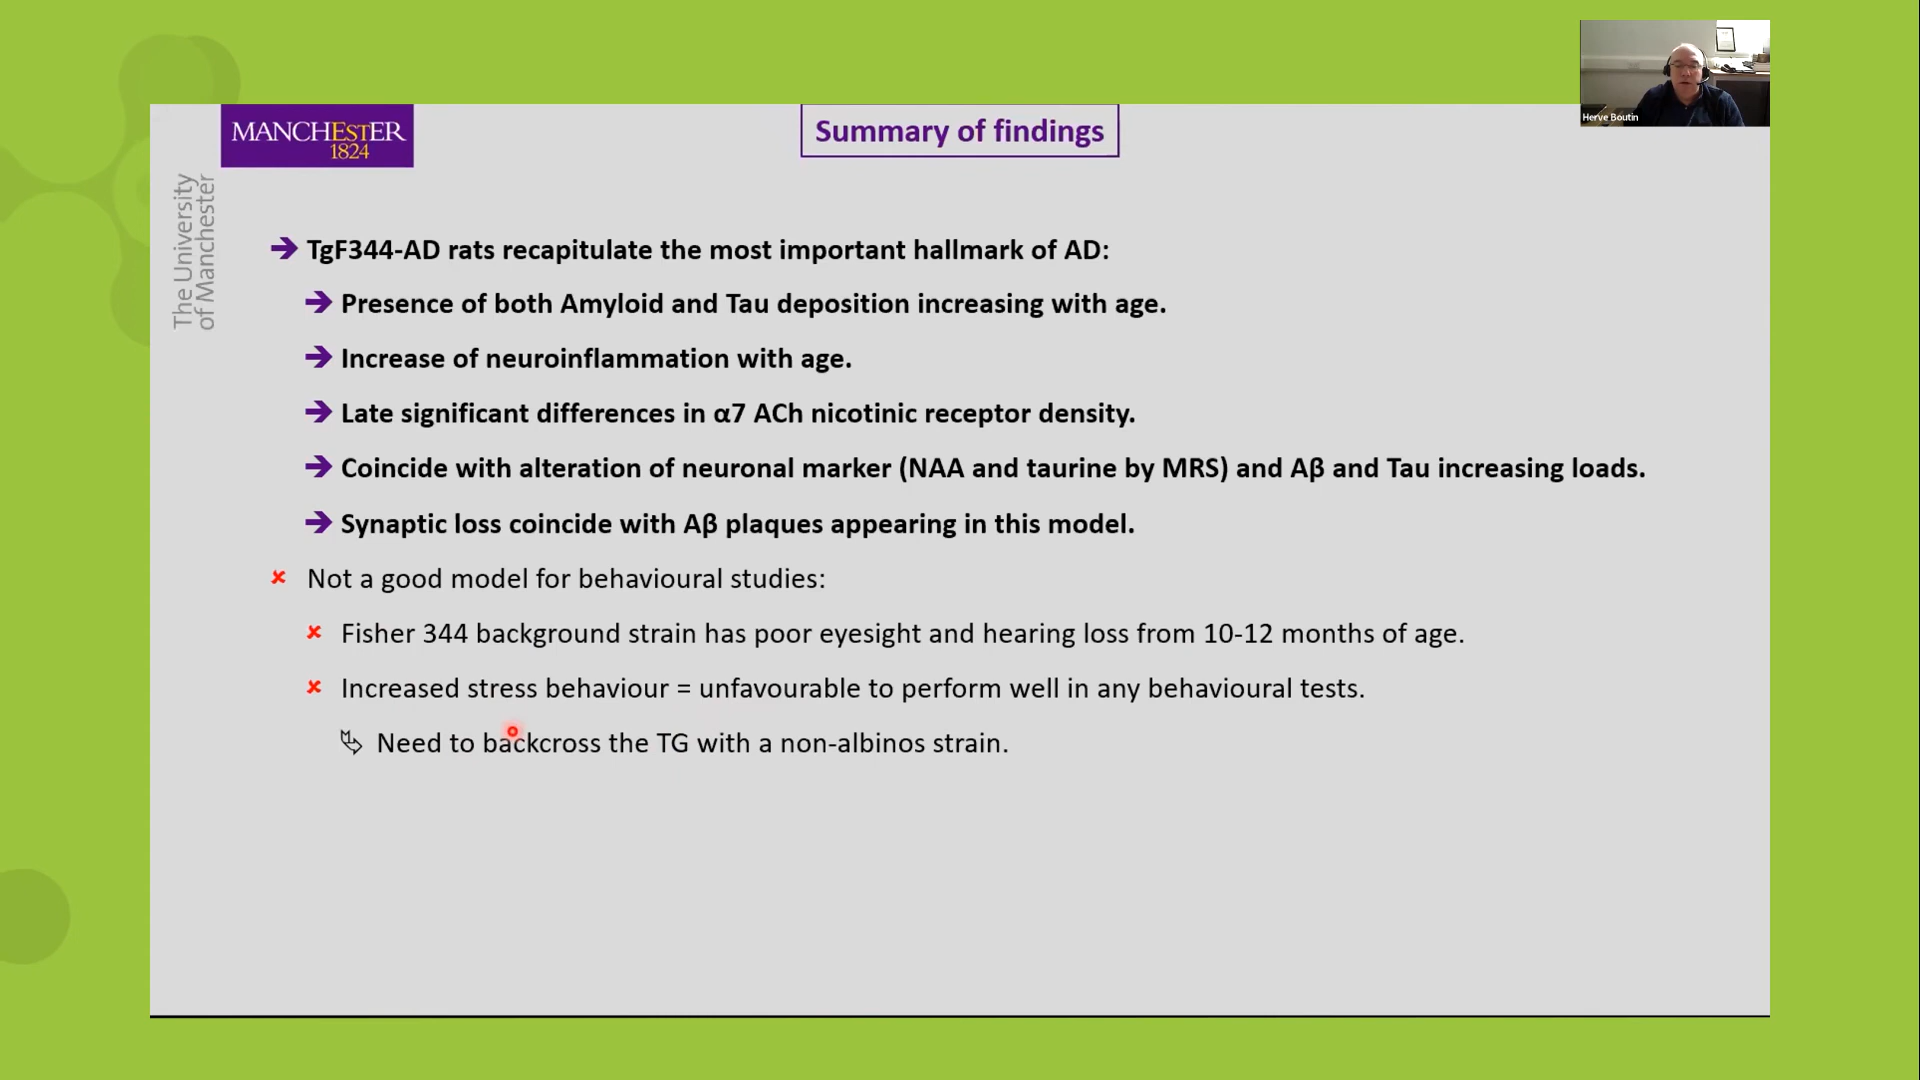 Herve Boutin
MANCHESTER
1824
The University
of Manchester
Summary of findings
➔ TgF344-AD rats recapitulate the most important hallmark of AD:
➔ Presence of both Amyloid and Tau deposition increasing with age.
➔ Increase of neuroinflammation with age.
➔ Late significant differences in α7 ACh nicotinic receptor density.
➔ Coincide with alteration of neuronal marker (NAA and taurine by MRS) and Aβ and Tau increasing loads.
➔ Synaptic loss coincide with Aβ plaques appearing in this model.
✘ Not a good model for behavioural studies:
✘ Fisher 344 background strain has poor eyesight and hearing loss from 10-12 months of age.
✘ Increased stress behaviour = unfavourable to perform well in any behavioural tests.
Need to backcross the TG with a non-albinos strain.